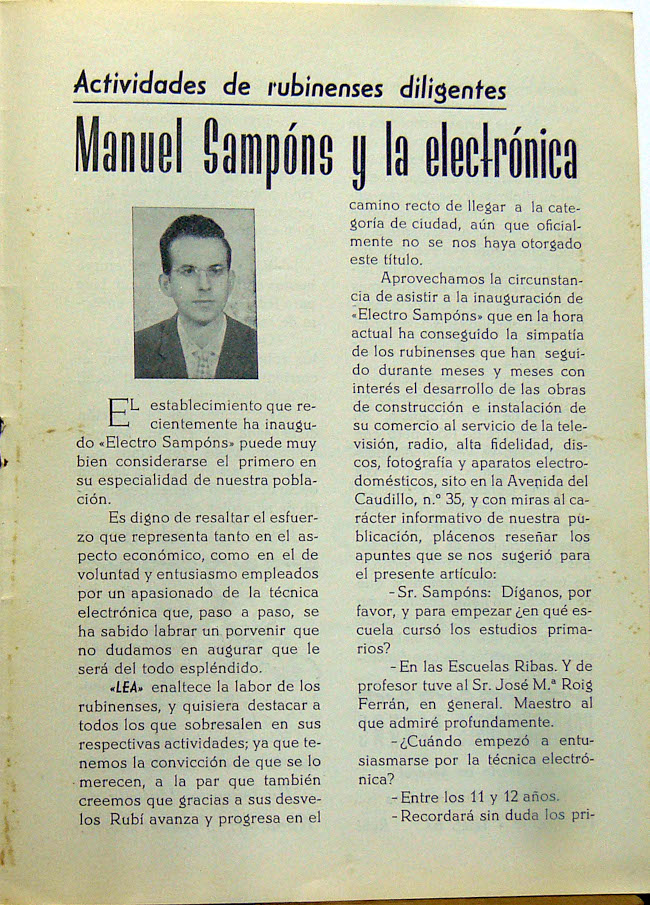 Actividades de rubinenses diligentes
Manuel Sampóns y la electrónica
EL establecimiento que re-
cientemente ha inaugu-
do «Electro Sampóns» puede muy
bien considerarse el primero en
su especialidad de nuestra pobla-
ción.
Es digno de resaltar el esfuer-
zo que representa tanto en el as-
pecto económico, como en el de
voluntad y entusiasmo empleados
por un apasionado de la técnica
electrónica que, paso a paso, se
ha sabido labrar un porvenir que
no dudamos en augurar que le
será del todo espléndido.
«LEA» enaltece la labor de los
rubinenses, y quisiera destacar a
todos los que sobresalen en sus
respectivas actividades; ya que te-
nemos la convicción de que se lo
merecen, a la par que también
creemos que gracias a sus desve-
los Rubí avanza y progresa en el
camino recto de llegar a la cate-
goría de ciudad, aún que oficial-
mente no se nos haya otorgado
este título.
Aprovechamos la circunstan-
cia de asistir a la inauguración de
«Electro Sampóns» que en la hora
actual ha conseguido la simpatía
de los rubinenses que han segui-
do durante meses y meses con
interés el desarrollo de las obras
de construcción e instalación de
su comercio al servicio de la tele-
visión, radio, alta fidelidad, dis-
cos, fotografía y aparatos electro-
domésticos, sito en la Avenida del
Caudillo, n.° 35, y con miras al ca-
rácter informativo de nuestra pu-
blicación, plácenos reseñar los
apuntes que se nos sugerió para
el presente artículo:
-Sr. Sampóns: Díganos, por
favor, y para empezar ¿en qué es-
cuela cursó los estudios prima-
rios?
-En las Escuelas Ribas. Y de
profesor tuve al Sr. José M.ª Roig
Ferrán, en general. Maestro al
que admiré profundamente.
-¿Cuándo empezó a entu-
siasmarse por la técnica electró-
nica?
-Entre los 11 y 12 años.
-Recordará sin duda los pri-